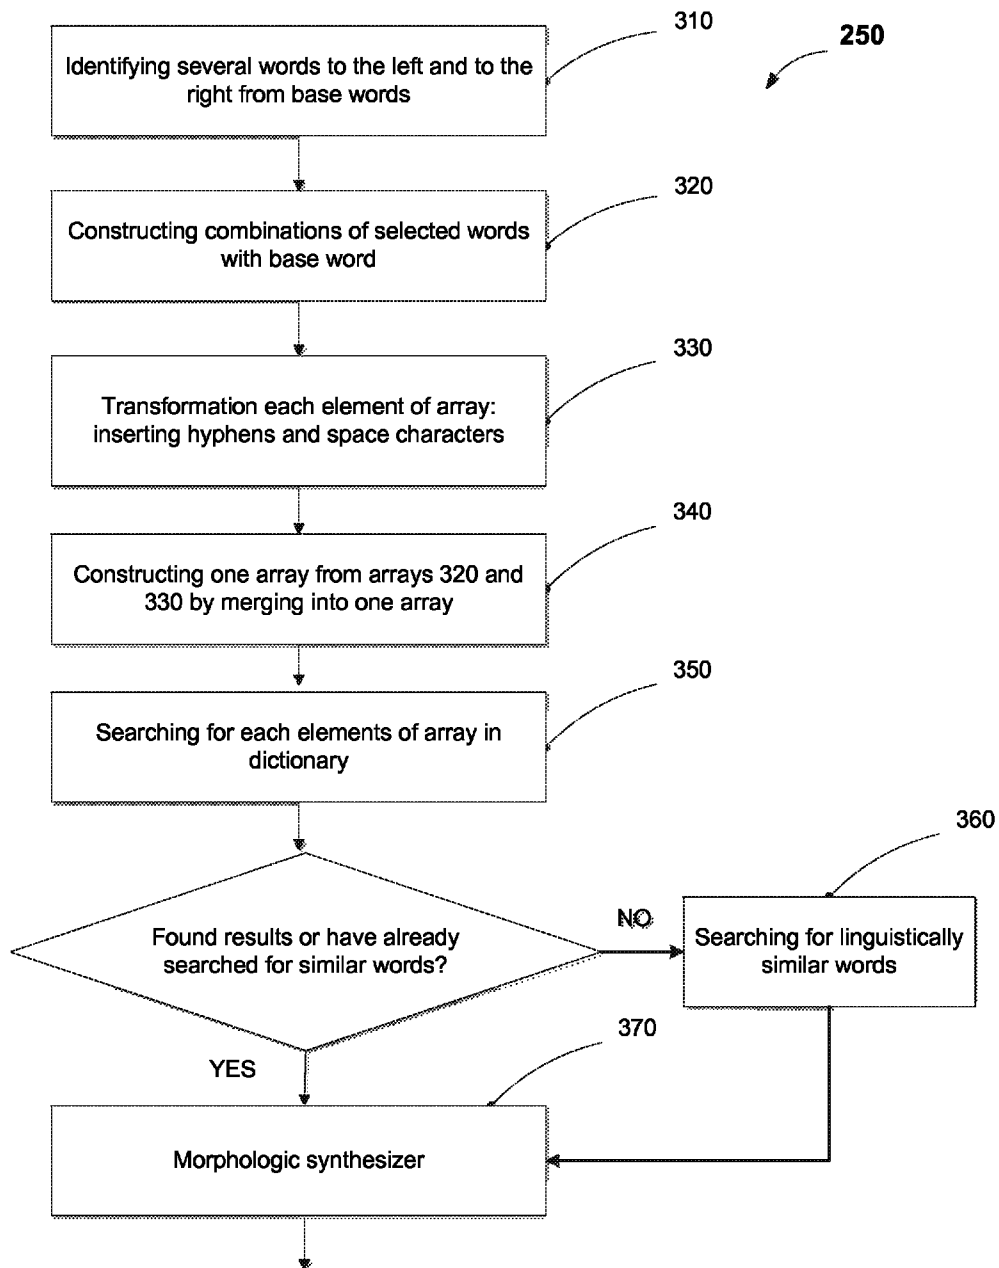 310
250
Identifying several words to the left and to the
right from base words
320
Constructing combinations of selected words
with base word
330
Transformation each element of array:
inserting hyphens and space characters
340
Constructing one array from arrays 320 and
330 by merging into one array
350
Searching for each elements of array in
dictionary
360
Found results or have already
searched for similar words?
NO
Searching for linguistically
similar words
370
YES
Morphologic synthesizer